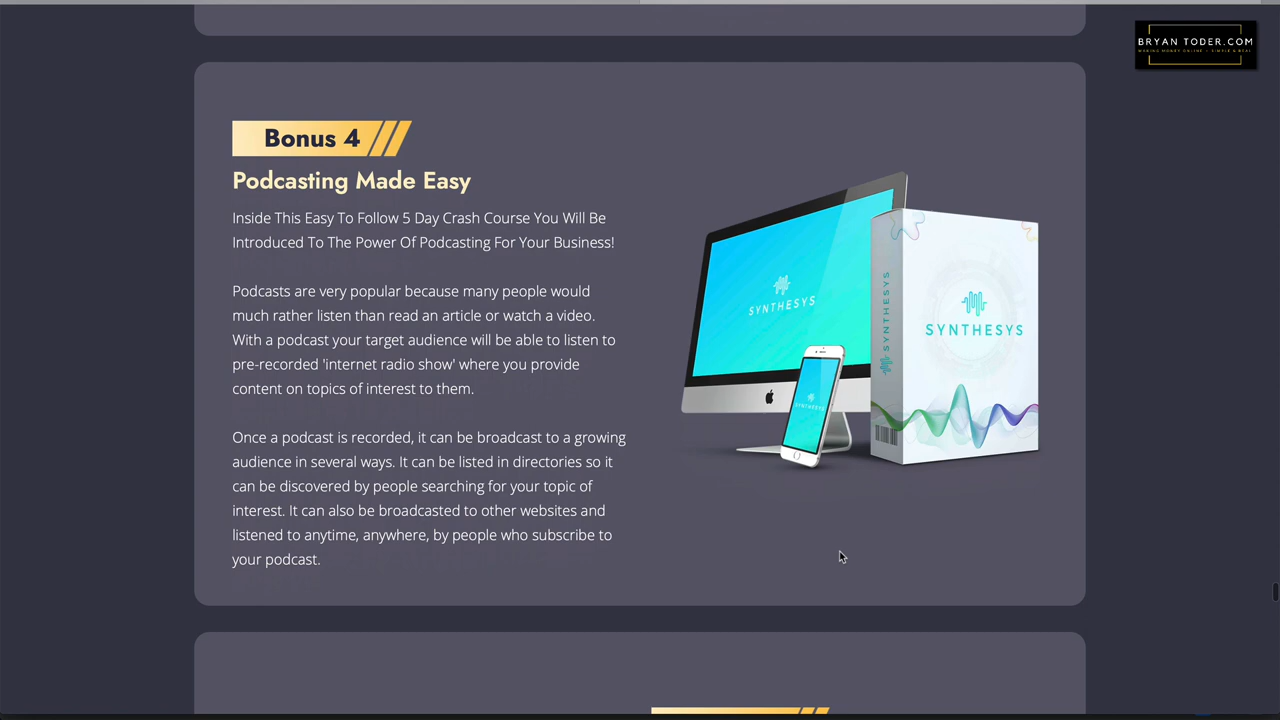 BRYAN TODER.COM
MAKING MONEY ONLINE - SIMPLE & REAL
Bonus 4
Podcasting Made Easy
Inside This Easy To Follow 5 Day Crash Course You Will Be
Introduced To The Power Of Podcasting For Your Business!
Podcasts are very popular because many people would
much rather listen than read an article or watch a video.
With a podcast your target audience will be able to listen to
pre-recorded 'internet radio show' where you provide
content on topics of interest to them.
Once a podcast is recorded, it can be broadcast to a growing
audience in several ways. It can be listed in directories so it
can be discovered by people searching for your topic of
interest. It can also be broadcasted to other websites and
listened to anytime, anywhere, by people who subscribe to
your podcast.
SYNTHESYS
SYNTHESYS
SYNTHESYS
SYNTHESYS